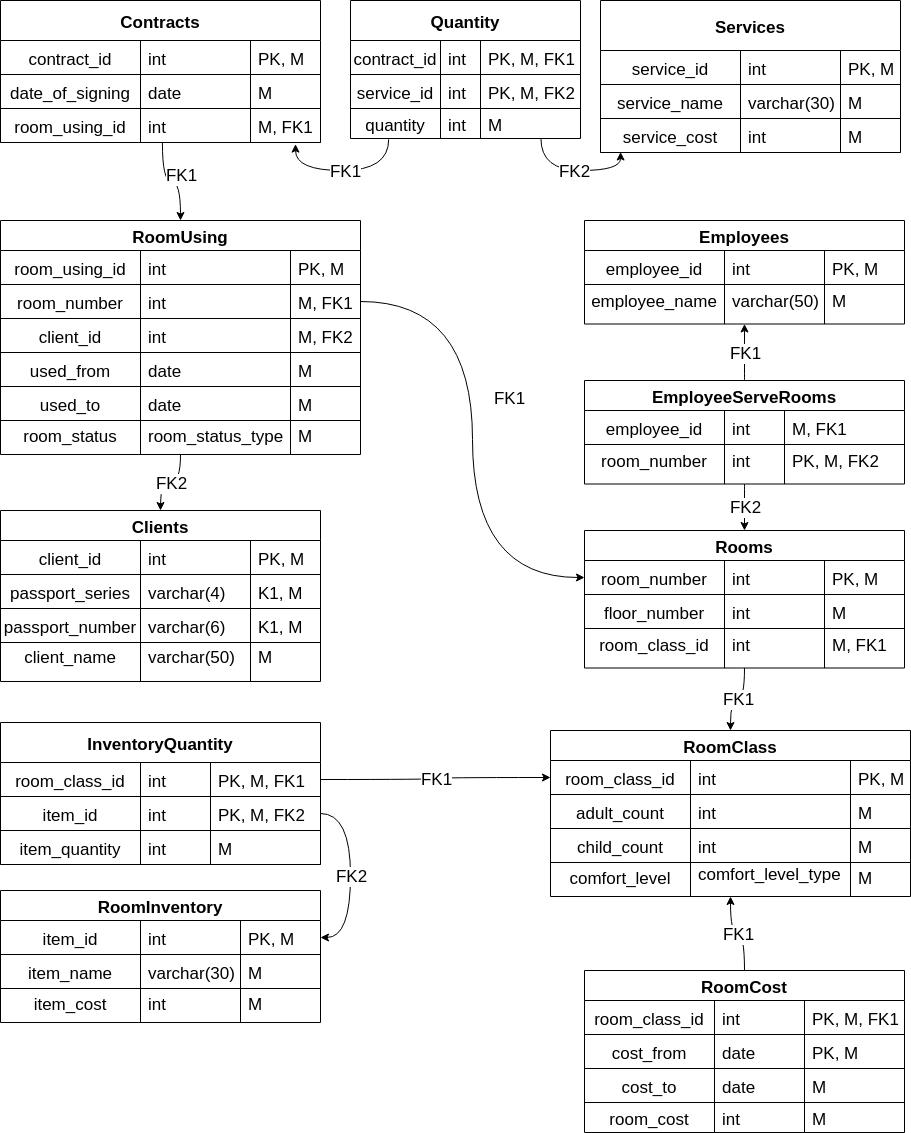 Contracts
contract_id int PK, M
date_of_signing date M
room_using_id int M, FK1
Quantity
contract_id int PK, M, FK1
service_id int PK, M, FK2
quantity int M
Services
service_id int PK, M
service_name varchar(30) M
service_cost int M
FK1
FK1
FK2
RoomUsing
room_using_id int PK, M
room_number int M, FK1
client_id int M, FK2
used_from date M
used_to date M
room_status room_status_type M
Employees
employee_id int PK, M
employee_name varchar(50) M
FK1
FK1
EmployeeServeRooms
employee_id int M, FK1
room_number int PK, M, FK2
FK2
FK2
Clients
client_id int PK, M
passport_series varchar(4) K1, M
passport_number varchar(6) K1, M
client_name varchar(50) M
Rooms
room_number int PK, M
floor_number int M
room_class_id int M, FK1
FK1
InventoryQuantity
room_class_id int PK, M, FK1
item_id int PK, M, FK2
item_quantity int M
FK1
FK2
RoomClass
room_class_id int PK, M
adult_count int M
child_count int M
comfort_level comfort_level_type M
RoomInventory
item_id int PK, M
item_name varchar(30) M
item_cost int M
FK1
RoomCost
room_class_id int PK, M, FK1
cost_from date PK, M
cost_to date M
room_cost int M